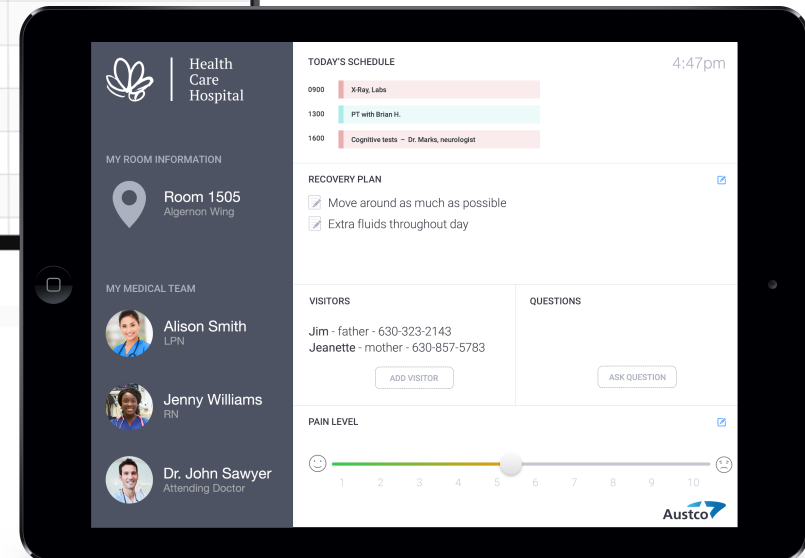 Health
Care
Hospital
MY ROOM INFORMATION
Room 1505
Algernon Wing
MY MEDICAL TEAM
Alison Smith
LPN
Jenny Williams
RN
Dr. John Sawyer
Attending Doctor
TODAY'S SCHEDULE
4:47pm
0900 X-Ray, Labs
1300 PT with Brian H.
1600 Cognitive tests – Dr. Marks, neurologist
RECOVERY PLAN
Move around as much as possible
Extra fluids throughout day
VISITORS
Jim - father - 630-323-2143
Jeanette - mother - 630-857-5783
ADD VISITOR
QUESTIONS
ASK QUESTION
PAIN LEVEL
1 2 3 4 5 6 7 8 9 10
Austco